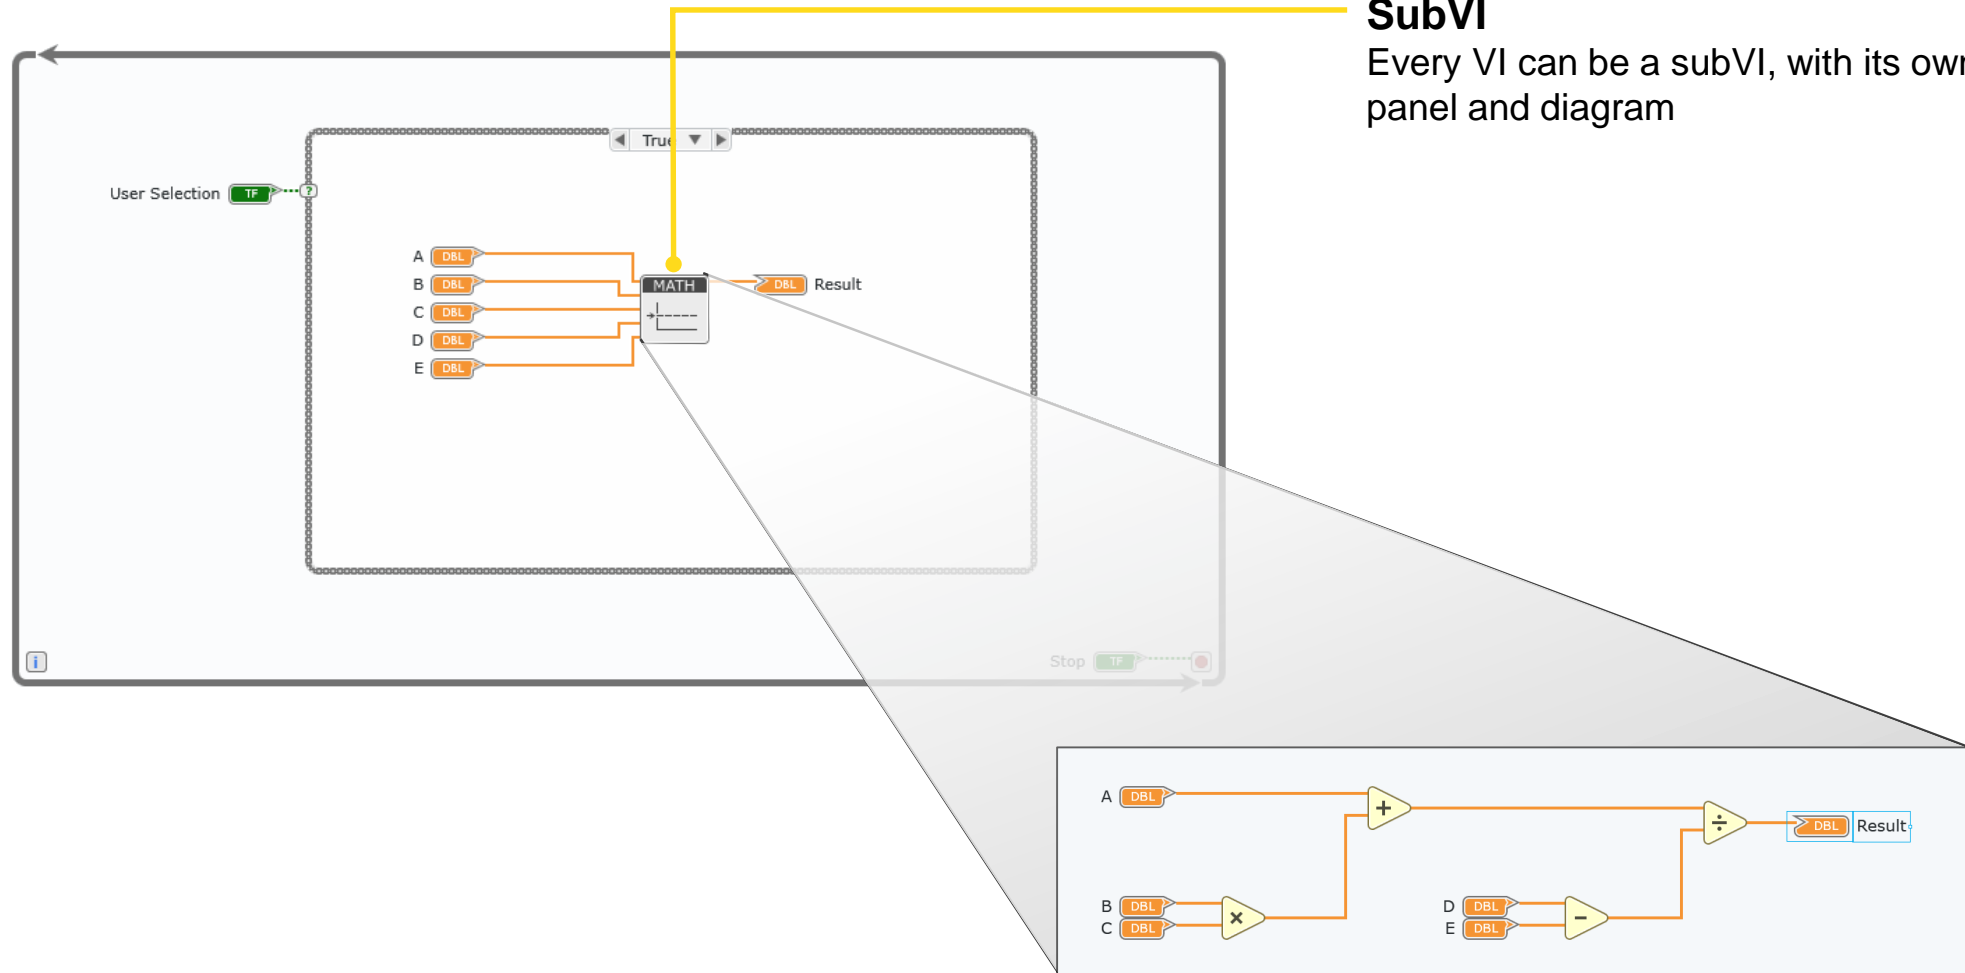 SubVI
Every VI can be a subVI, with its own
panel and diagram
True
User Selection TF ?
A DBL
B DBL
C DBL
D DBL
E DBL
MATH
DBL Result
i
Stop TF
A DBL
+
÷
DBL Result
B DBL
C DBL
×
D DBL
E DBL
−